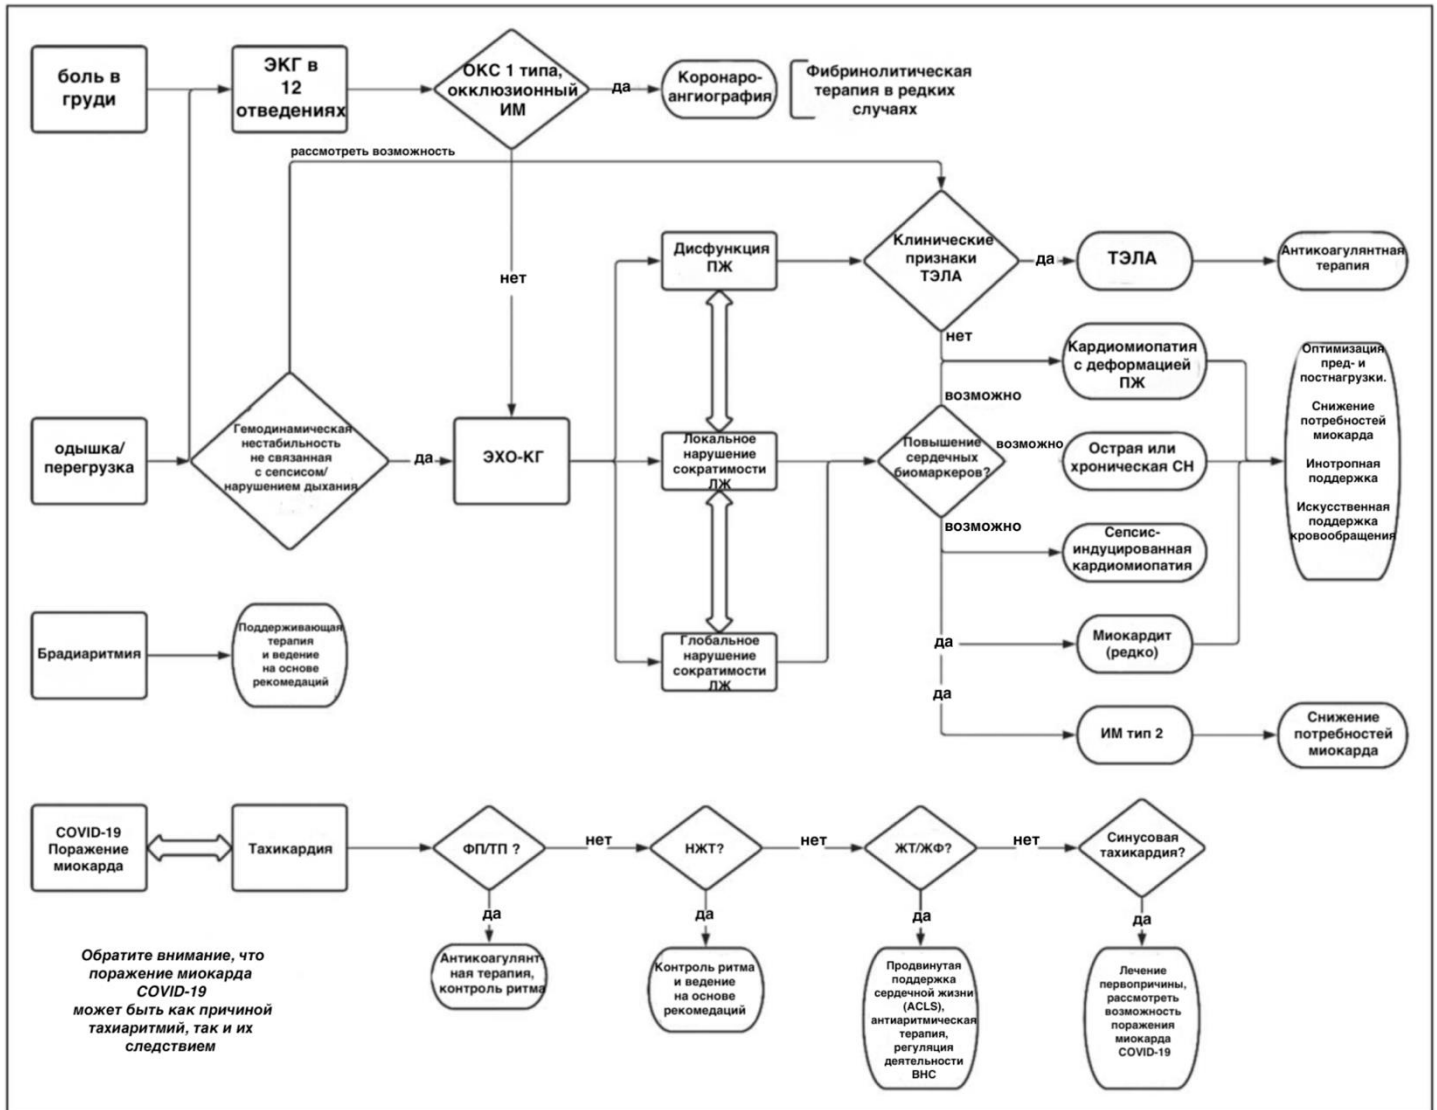 боль в
груди
ЭКГ в
12
отведениях
ОКС 1 типа,
окклюзионный
ИМ
да
Коронаро-
ангиография
Фибринолитическая
терапия в редких
случаях
рассмотреть возможность
нет
Дисфункция
ПЖ
Клинические
признаки
ТЭЛА
да
ТЭЛА
Антикоагулянтная
терапия
нет
Кардиомиопатия
с деформацией
ПЖ
Оптимизация
пред- и
постнагрузки.
Снижение
потребностей
миокарда
Инотропная
поддержка
Искусственная
поддержка
кровообращения
возможно
одышка/
перегрузка
Гемодинамическая
нестабильность
не связанная
с сепсисом/
нарушением дыхания
да
ЭХО-КГ
Локальное
нарушение
сократимости
ЛЖ
Повышение
сердечных
биомаркеров?
возможно
Острая или
хроническая СН
возможно
Сепсис-
индуцированная
кардиомиопатия
Брадиаритмия
Поддерживающая
терапия
и ведение
на основе
рекомедаций
Глобальное
нарушение
сократимости
ЛЖ
да
Миокардит
(редко)
да
ИМ тип 2
Снижение
потребностей
миокарда
COVID-19
Поражение
миокарда
Тахикардия
ФП/ТП ?
нет
НЖТ?
нет
ЖТ/ЖФ?
нет
Синусовая
тахикардия?
да
да
да
да
Антикоагулянт-
ная терапия,
контроль ритма
Контроль ритма
и ведение
на основе
рекомедаций
Продвинутая
поддержка
сердечной жизни
(ACLS),
антиаритмическая
терапия,
регуляция
деятельности
ВНС
Лечение
первопричины,
рассмотреть
возможность
поражения
миокарда
COVID-19
Обратите внимание, что
поражение миокарда
COVID-19
может быть как причиной
тахиаритмий, так и их
следствием